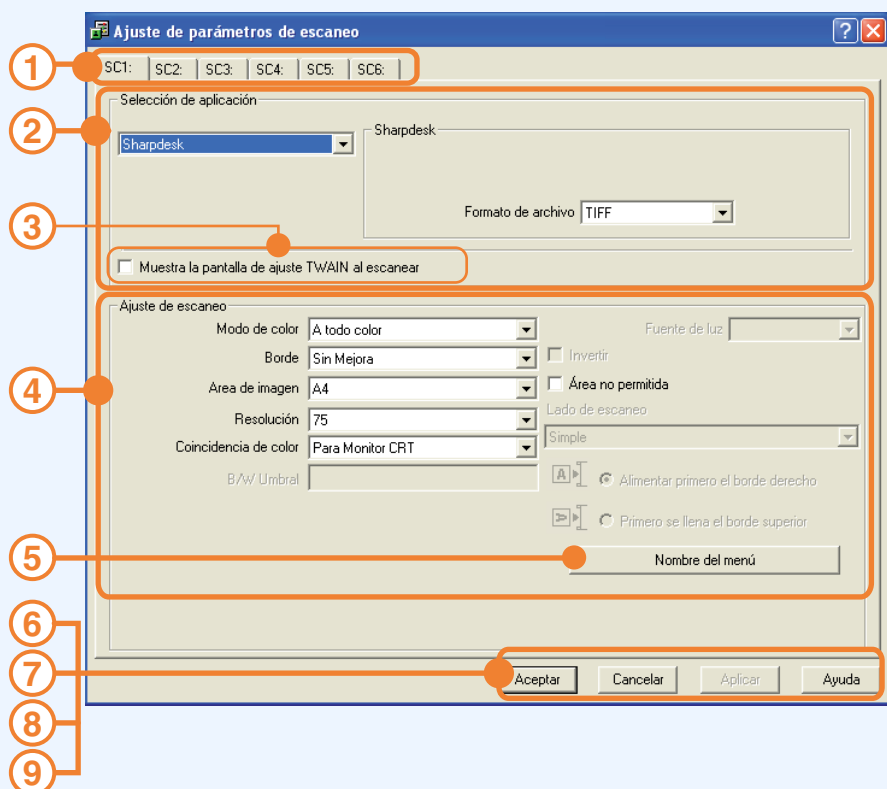 Ajuste de parámetros de escaneo
1
SC1: SC2: SC3: SC4: SC5: SC6:
2
Selección de aplicación
Sharpdesk
Sharpdesk
Formato de archivo TIFF
3
Muestra la pantalla de ajuste TWAIN al escanear
4
Ajuste de escaneo
Modo de color A todo color
Fuente de luz
Borde Sin Mejora
Invertir
Area de imagen A4
Área no permitida
Resolución 75
Lado de escaneo
Coincidencia de color Para Monitor CRT
Simple
B/W Umbral
A Alimentar primero el borde derecho
A Primero se llena el borde superior
5
Nombre del menú
6
7
Aceptar Cancelar Aplicar Ayuda
8
9